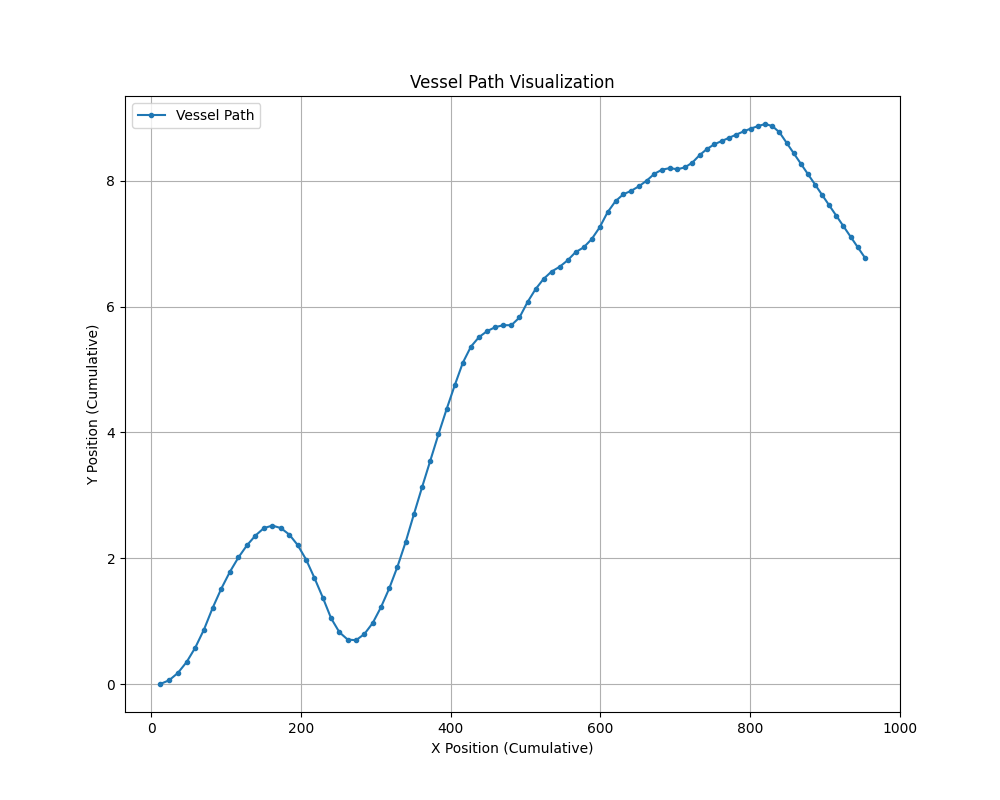 Vessel Path Visualization
Vessel Path
Y Position (Cumulative)
8
6
4
2
0
0 200 400 600 800 1000
X Position (Cumulative)